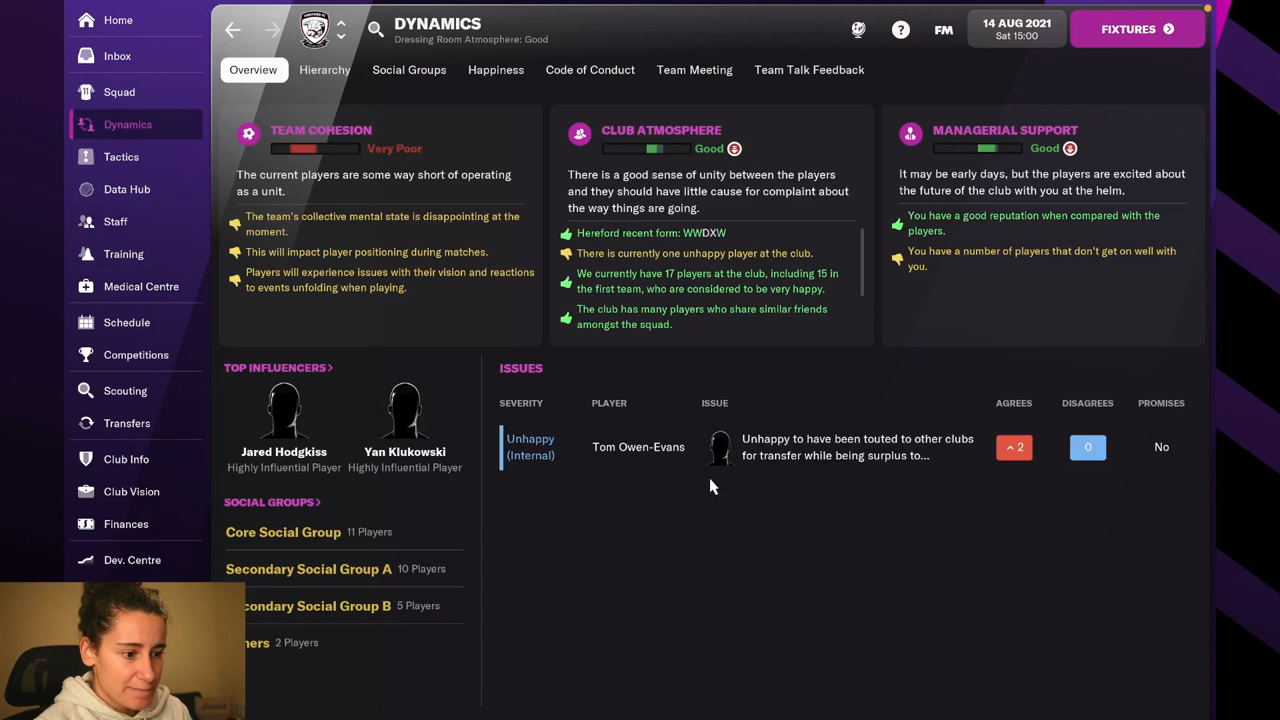 Home
Inbox
Squad
Dynamics
Tactics
Data Hub
Staff
Training
Medical Centre
Schedule
Competitions
Scouting
Transfers
Club Info
Club Vision
Finances
Dev. Centre
DYNAMICS
Dressing Room Atmosphere: Good
?
FM
14 AUG 2021
Sat 15:00
FIXTURES
Overview
Hierarchy
Social Groups
Happiness
Code of Conduct
Team Meeting
Team Talk Feedback
TEAM COHESION
Very Poor
The current players are some way short of operating
as a unit.
The team's collective mental state is disappointing at the
moment.
This will impact player positioning during matches.
Players will experience issues with their vision and reactions
to events unfolding when playing.
CLUB ATMOSPHERE
Good
There is a good sense of unity between the players
and they should have little cause for complaint about
the way things are going.
Hereford recent form: WWDXW
There is currently one unhappy player at the club.
We currently have 17 players at the club, including 15 in
the first team, who are considered to be very happy.
The club has many players who share similar friends
amongst the squad.
MANAGERIAL SUPPORT
Good
It may be early days, but the players are excited about
the future of the club with you at the helm.
You have a good reputation when compared with the
players.
You have a number of players that don't get on well with
you.
TOP INFLUENCERS>
Jared Hodgkiss
Highly Influential Player
Yan Klukowski
Highly Influential Player
SOCIAL GROUPS>
Core Social Group 11 Players
Secondary Social Group A 10 Players
condary Social Group B 5 Players
hers 2 Players
ISSUES
SEVERITY PLAYER ISSUE AGREES DISAGREES PROMISES
Unhappy
(Internal)
Tom Owen-Evans
Unhappy to have been touted to other clubs
for transfer while being surplus to...
2
0
No